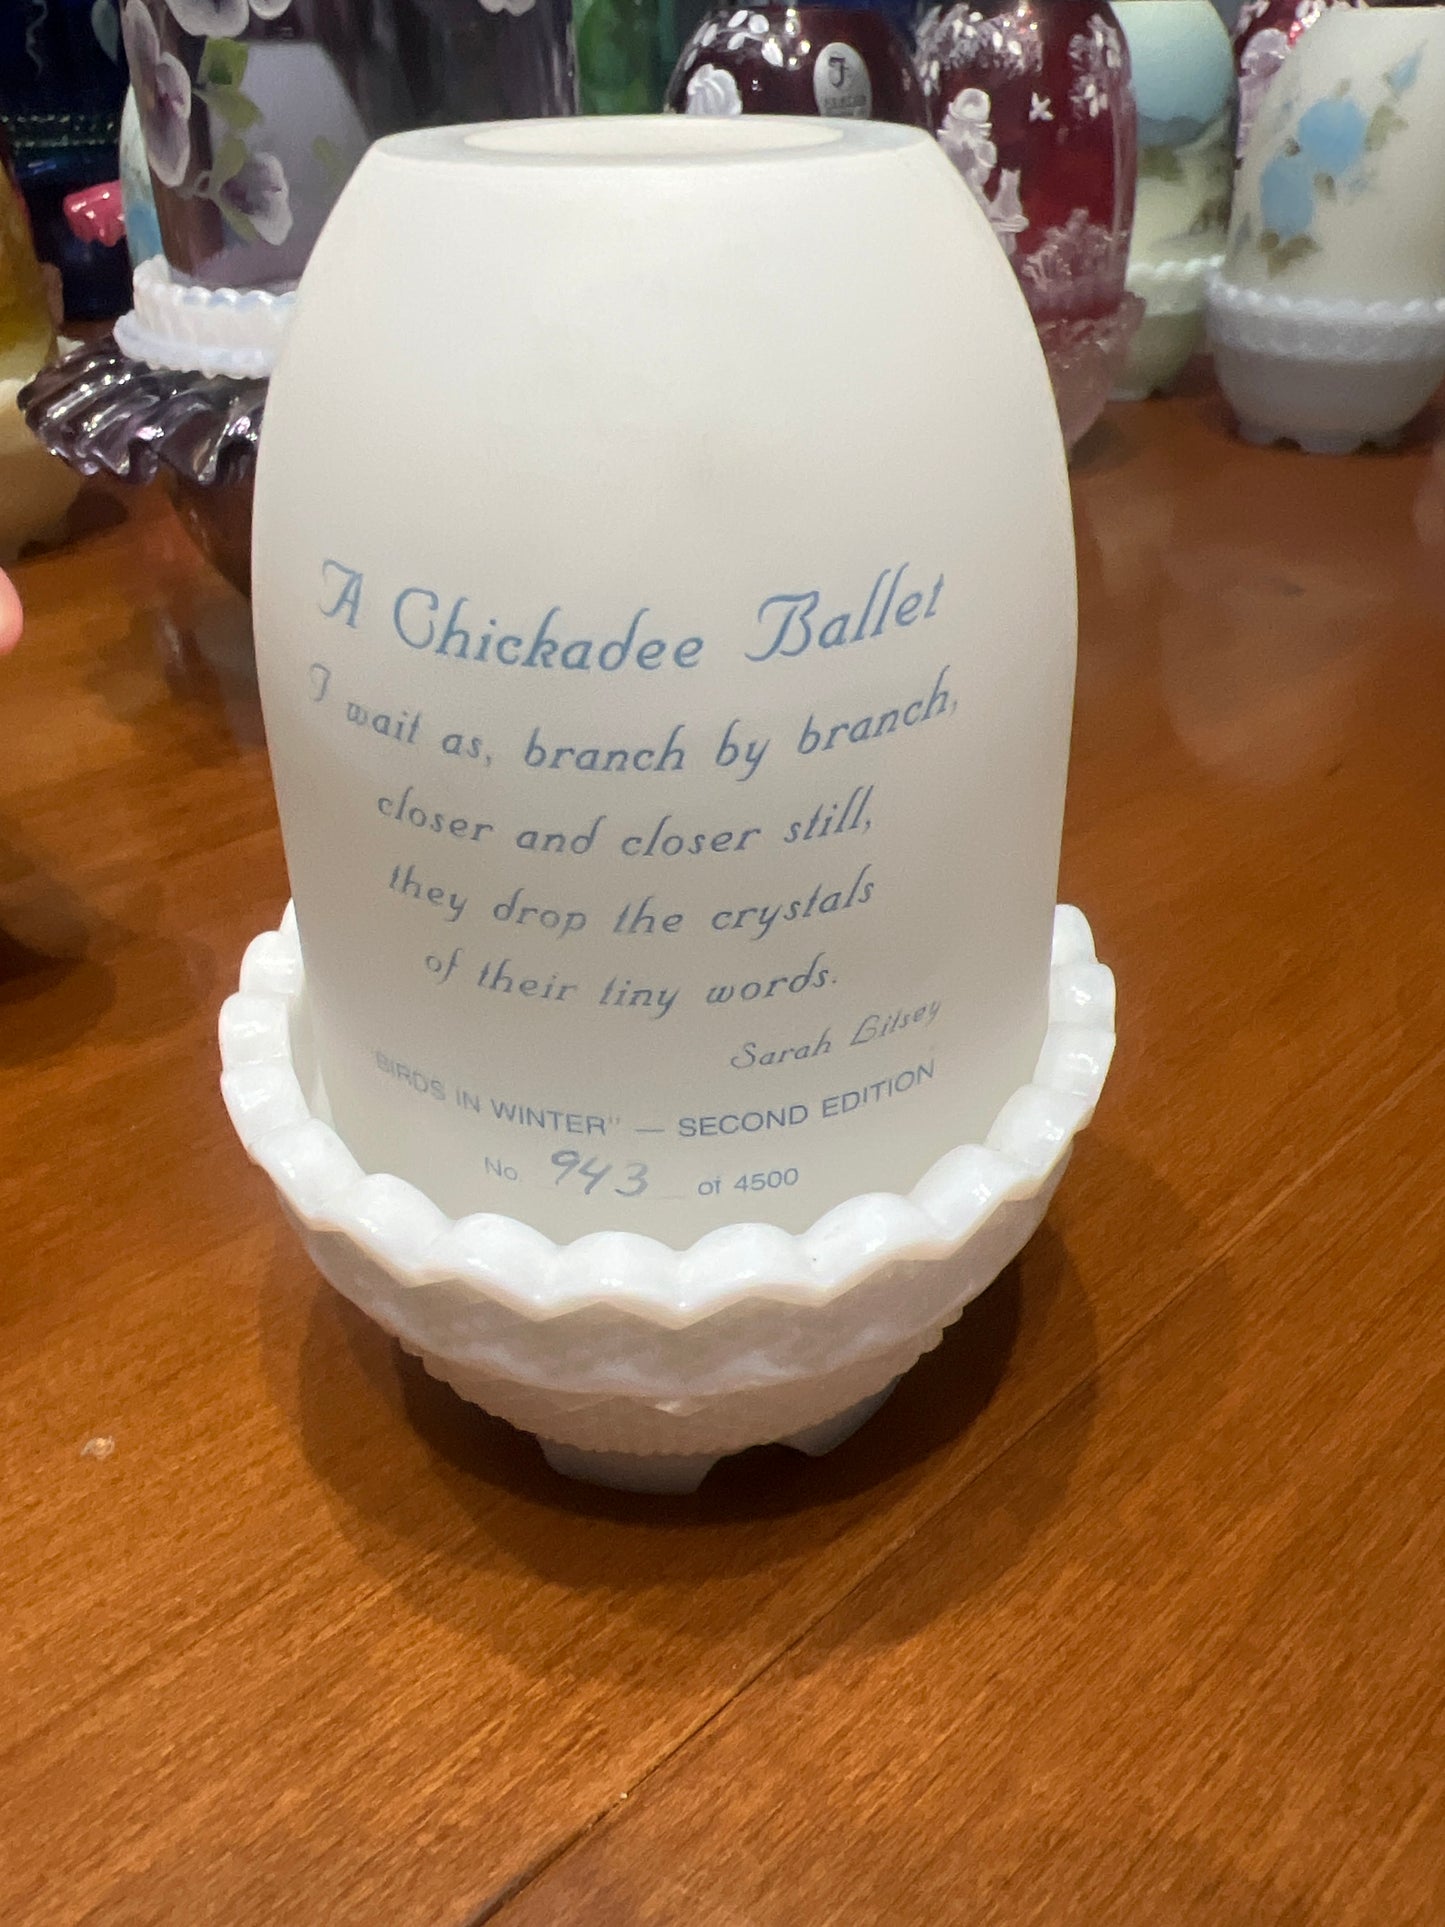 A Chickadee Ballet
I wait as, branch by branch,
closer and closer still,
they drop the crystals
of their tiny words.
Sarah Gilsey
"BIRDS IN WINTER" — SECOND EDITION
No. 943 of 4500